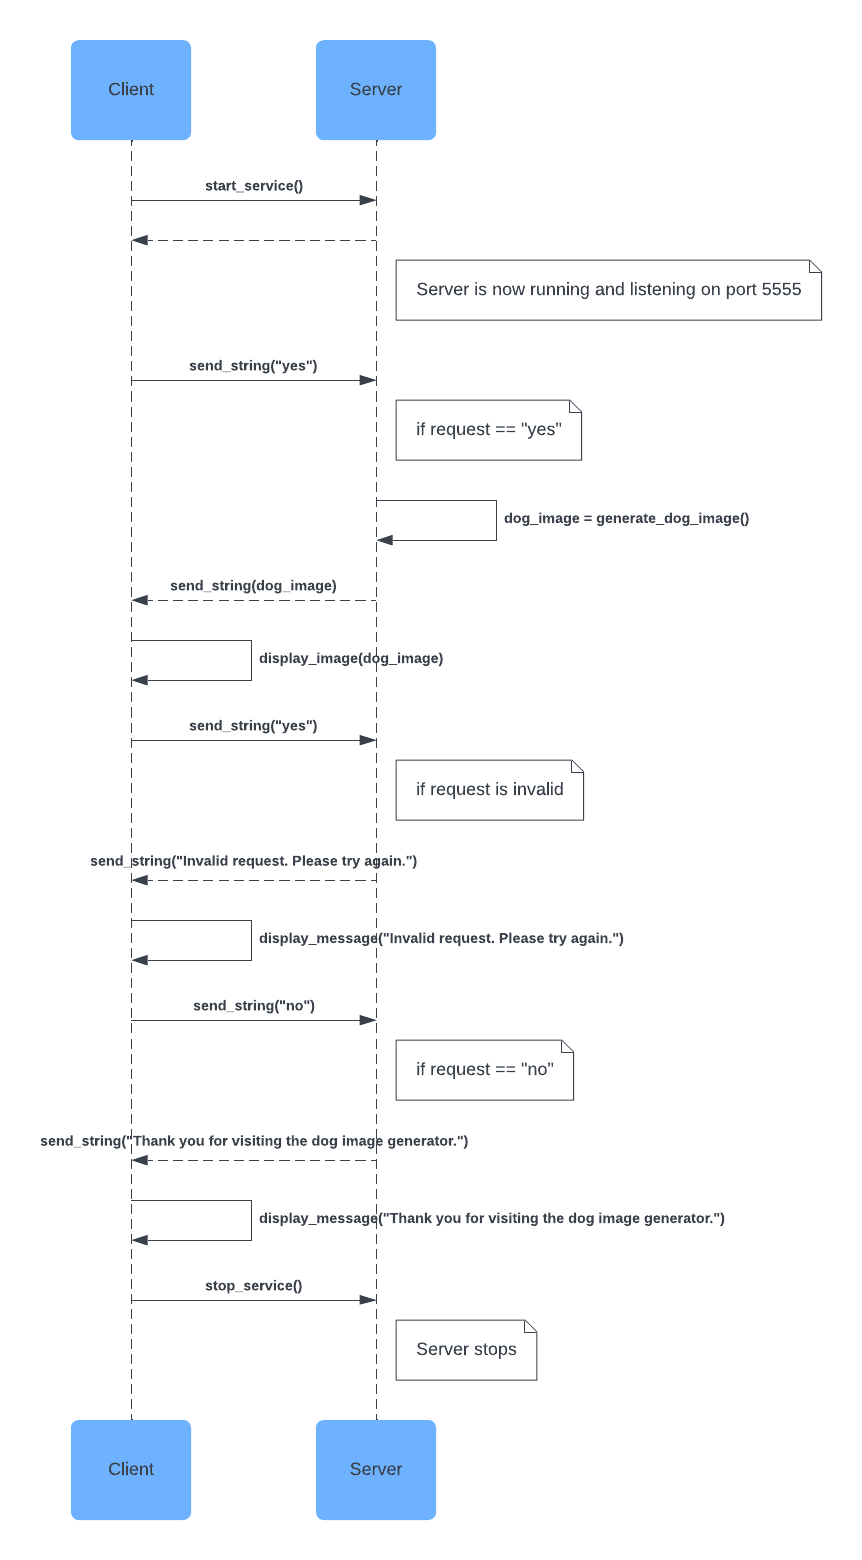 Client
Server
start_service()
Server is now running and listening on port 5555
send_string("yes")
if request == "yes"
dog_image = generate_dog_image()
send_string(dog_image)
display_image(dog_image)
send_string("yes")
if request is invalid
send_string("Invalid request. Please try again.")
display_message("Invalid request. Please try again.")
send_string("no")
if request == "no"
send_string("Thank you for visiting the dog image generator.")
display_message("Thank you for visiting the dog image generator.")
stop_service()
Server stops
Client
Server